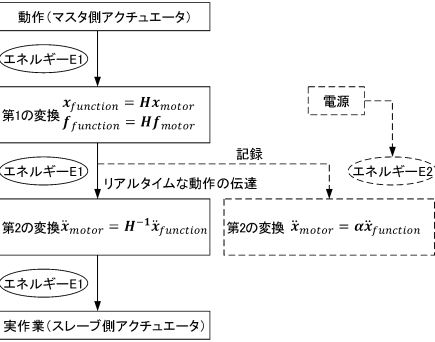 動作（マスタ側アクチュエータ）
エネルギーE1
第1の変換 x_function = Hx_motor
f_function = Hf_motor
電源
記録
エネルギーE1
エネルギーE2
リアルタイムな動作の伝達
第2の変換 ẍ_motor = H⁻¹ẍ_function
第2の変換 ẍ_motor = αẍ_function
エネルギーE1
実作業（スレーブ側アクチュエータ）